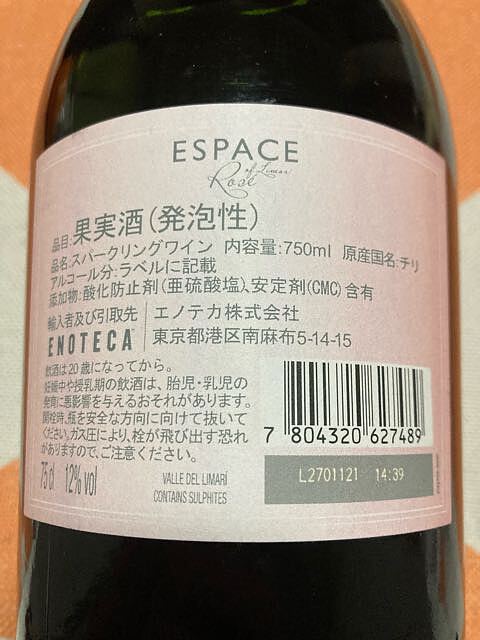 ESPACE
of Limarí
Rosé
品目:果実酒(発泡性)
品名:スパークリングワイン 内容量:750ml 原産国名:チリ
アルコール分:ラベルに記載
添加物:酸化防止剤(亜硫酸塩)、安定剤(CMC)含有
輸入者及び引取先 エノテカ株式会社
ENOTECA 東京都港区南麻布5-14-15
飲酒は20歳になってから。
妊娠中や授乳期の飲酒は、胎児・乳児の
発育に悪影響を与えるおそれがあります。
開栓時、瓶を安全な方向に向けて抜いて
ください。ガス圧により、栓が飛び出す恐れ
がありますので、ご注意ください。
7 804320 627489
75 cl 12% vol
VALLE DEL LIMARÍ
CONTAINS SULPHITES
L2701121 14:39